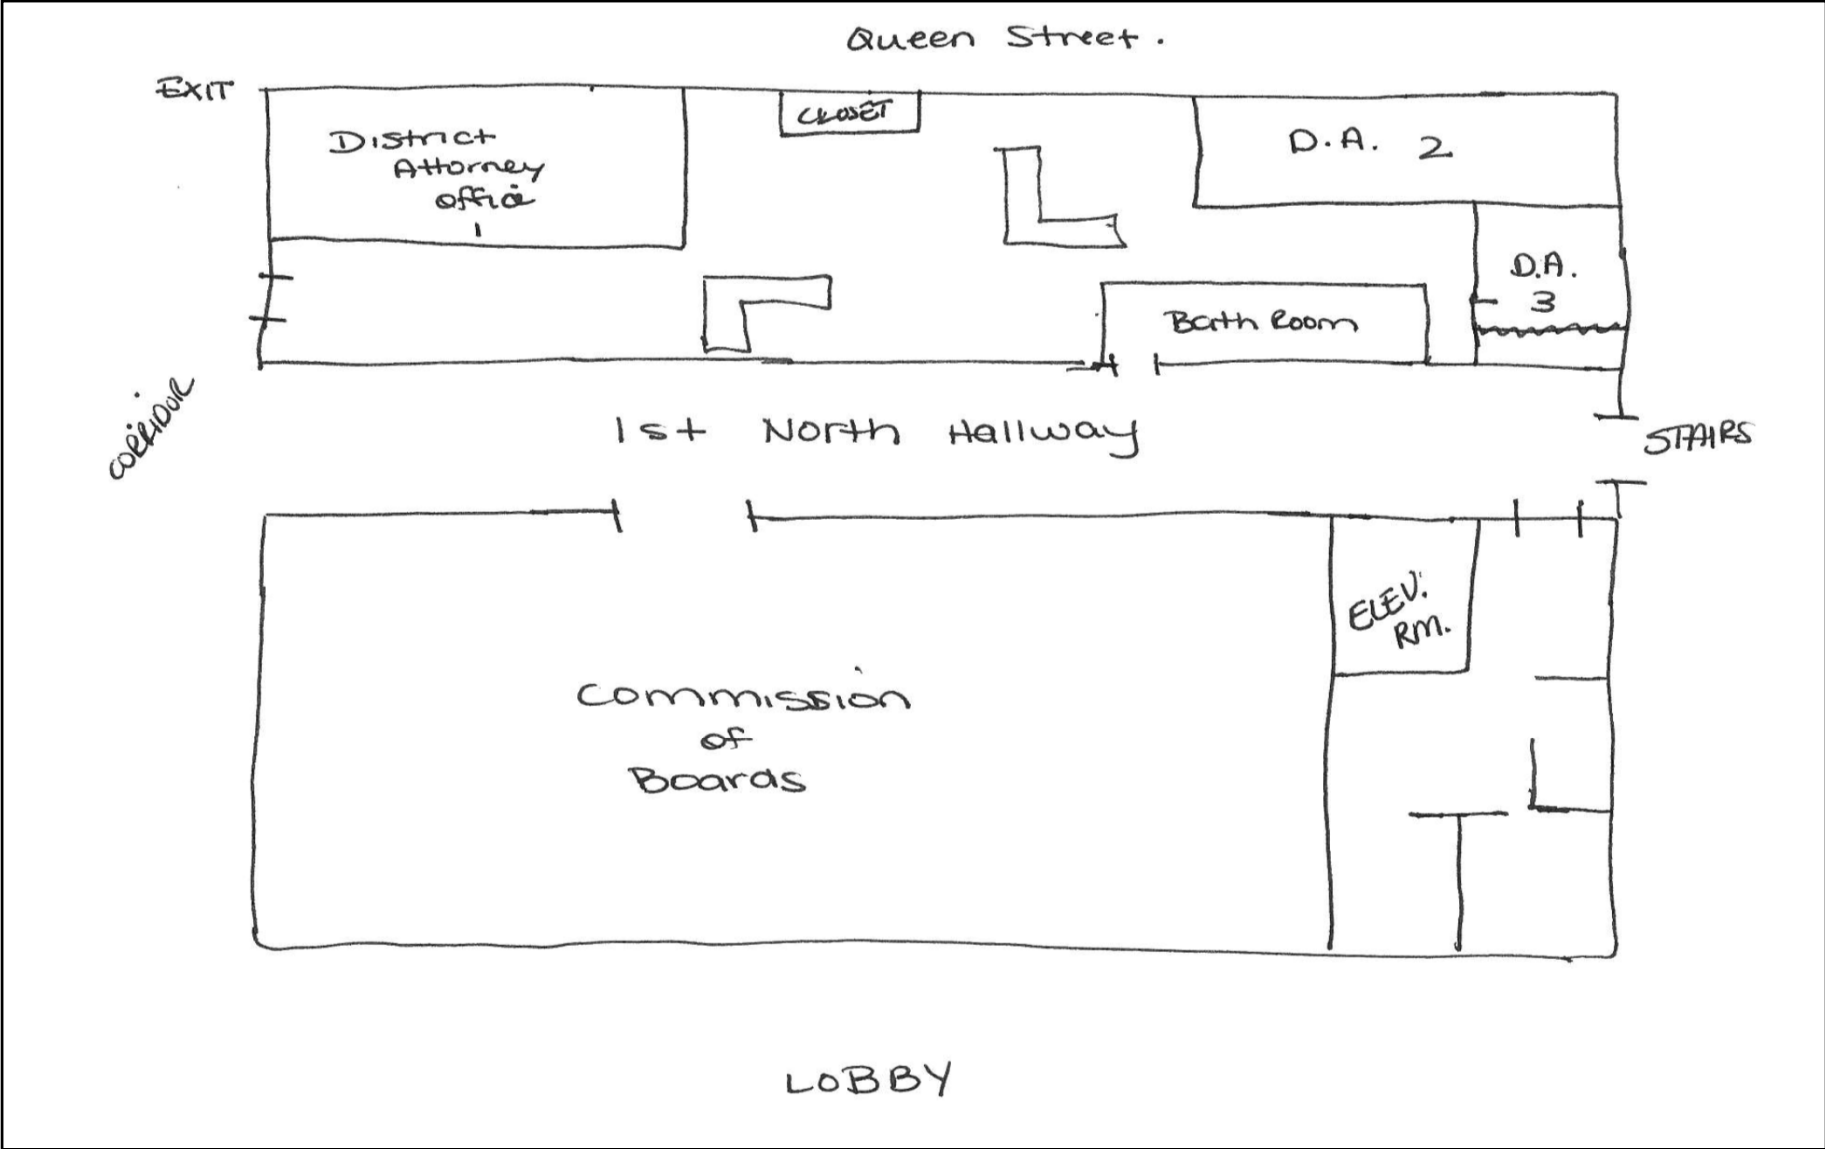 Queen Street.
EXIT
District
Attorney
office
1
CLOSET
D.A. 2
D.A.
3
Bath Room
CORRIDOR
1st North Hallway
STAIRS
ELEV.
RM.
Commission
of
Boards
LOBBY